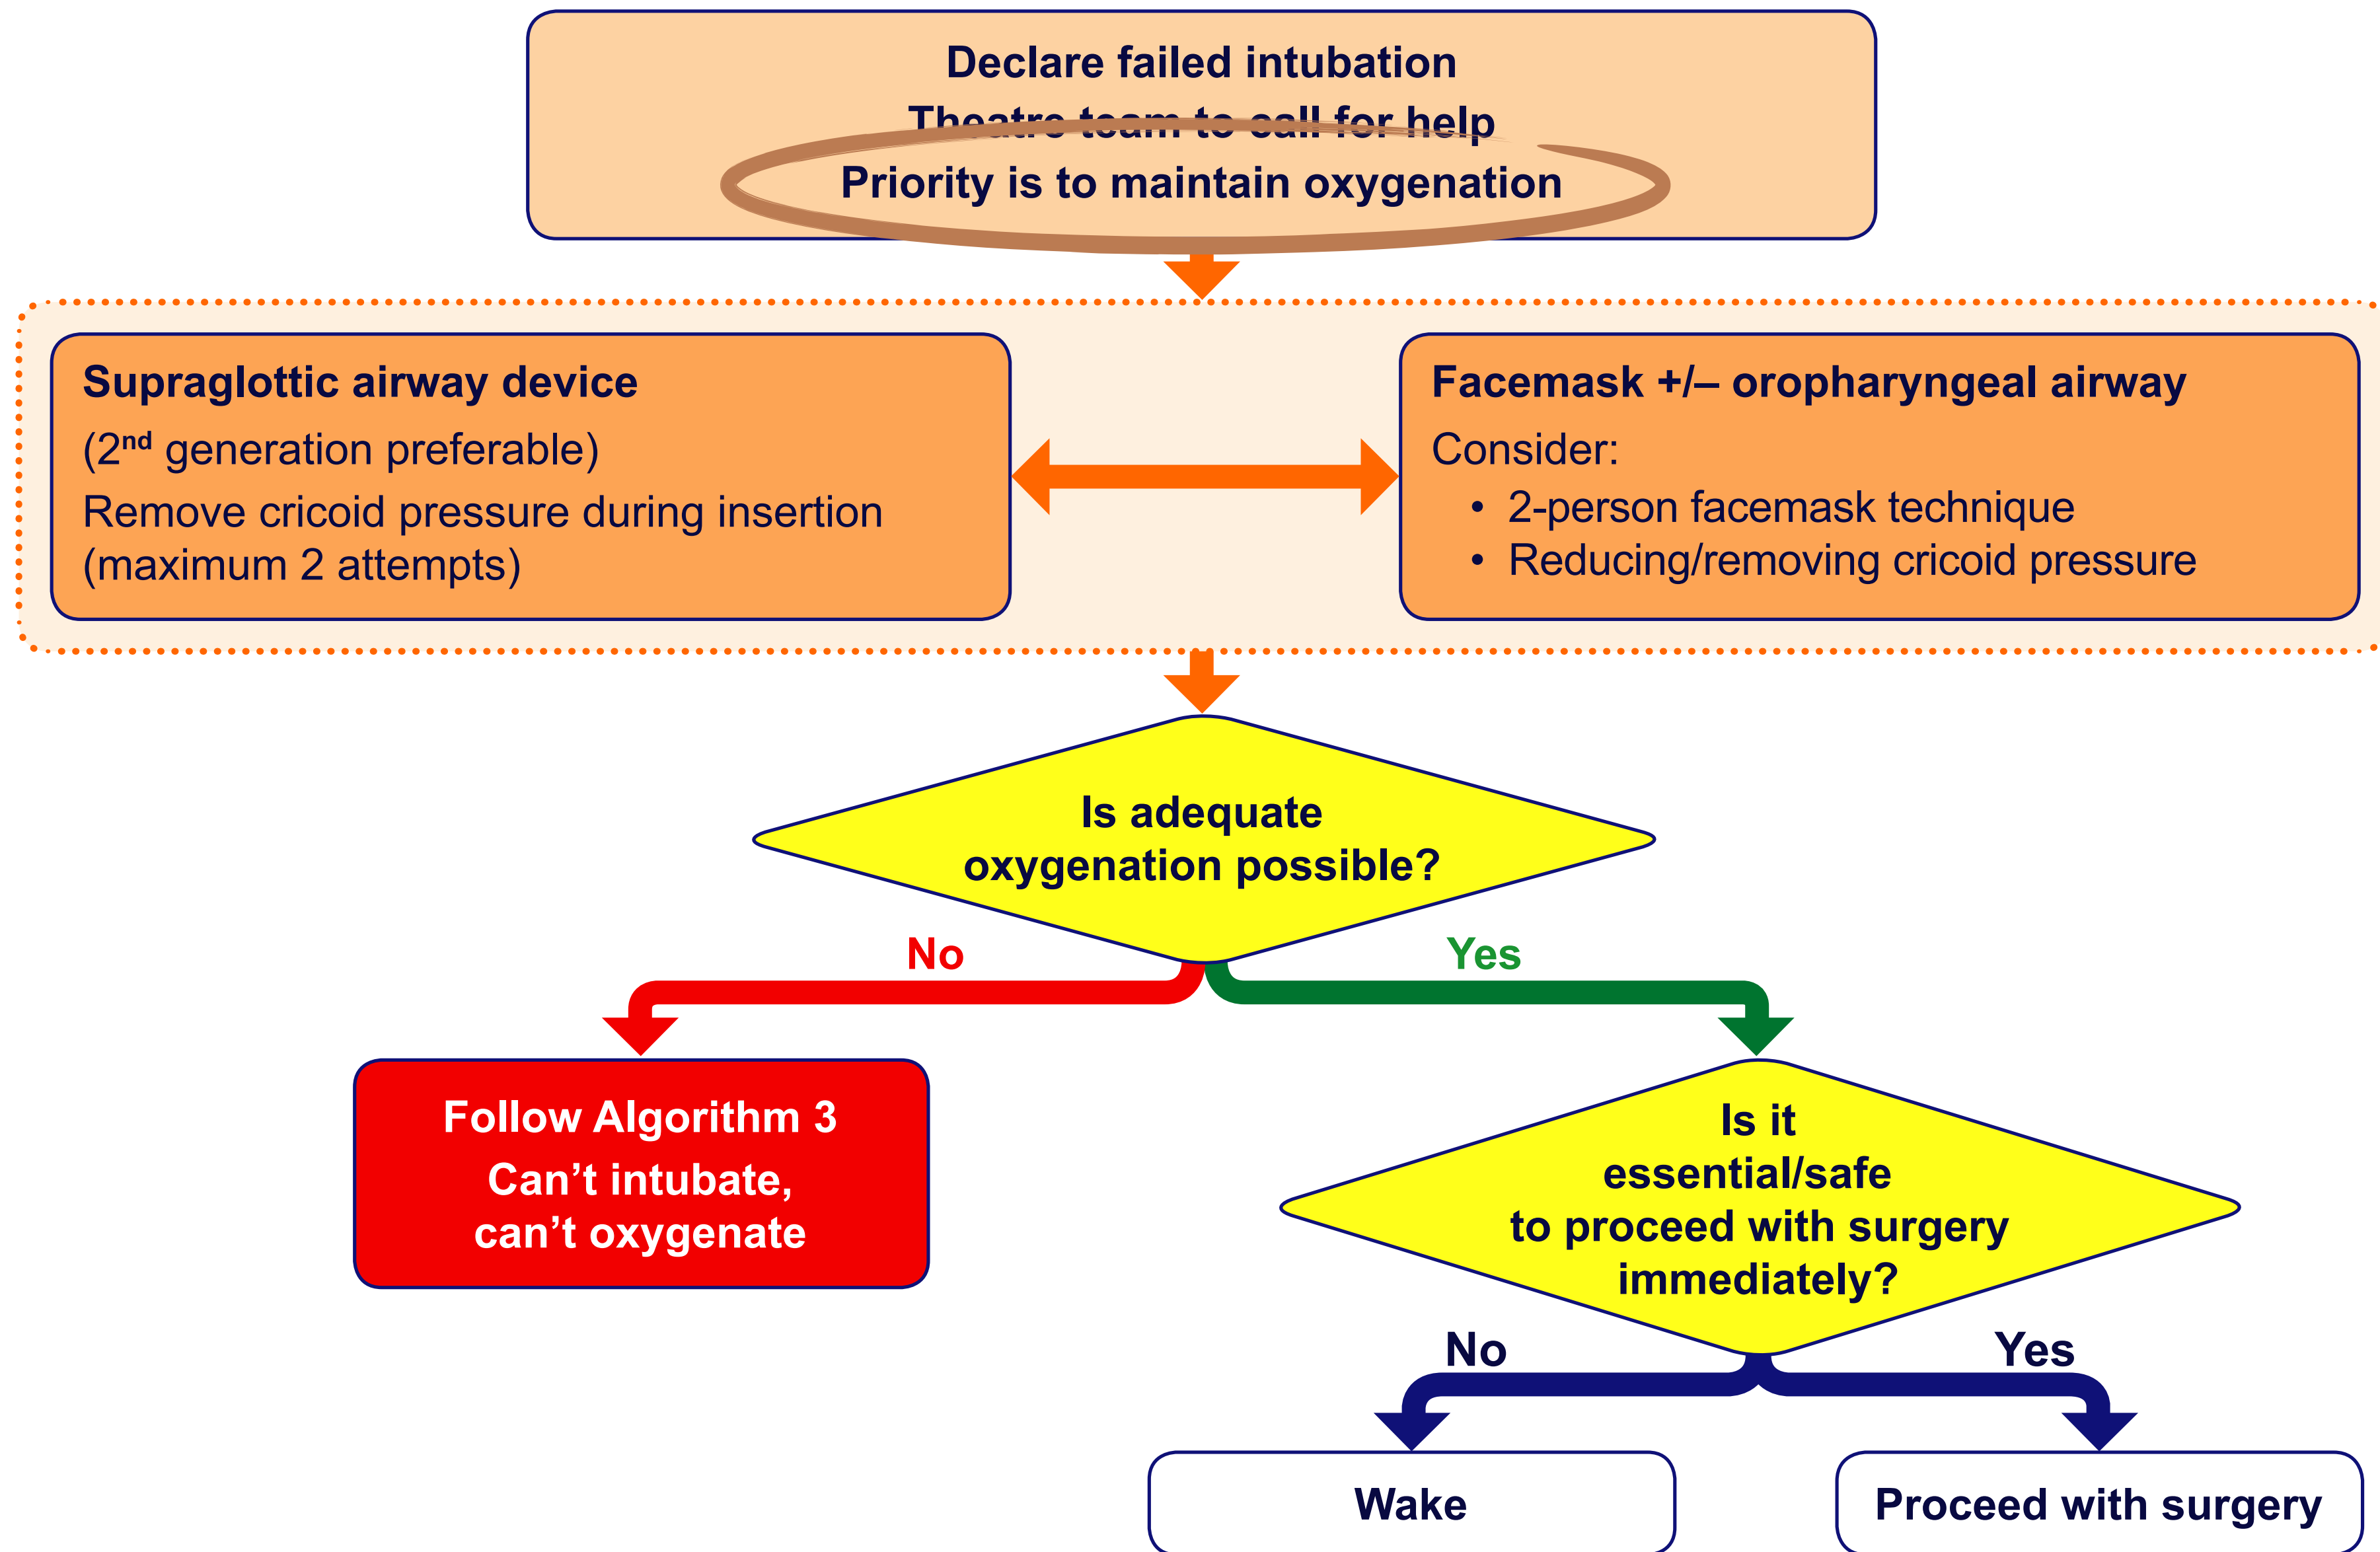 Declare failed intubation
Theatre team to call for help
Priority is to maintain oxygenation
Supraglottic airway device
(2nd generation preferable)
Remove cricoid pressure during insertion
(maximum 2 attempts)
Facemask +/– oropharyngeal airway
Consider:
• 2-person facemask technique
• Reducing/removing cricoid pressure
Is adequate
oxygenation possible?
No
Yes
Follow Algorithm 3
Can’t intubate,
can’t oxygenate
Is it
essential/safe
to proceed with surgery
immediately?
No
Yes
Wake
Proceed with surgery